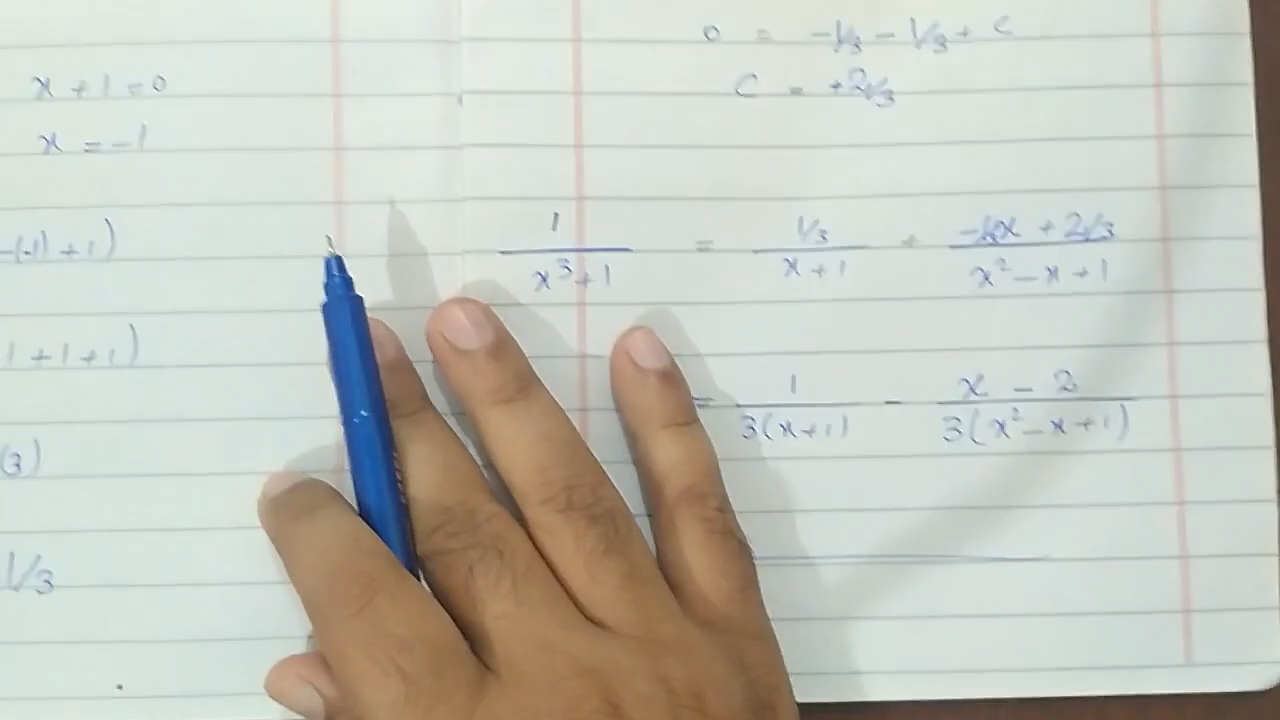 x + 1 = 0
x = -1
-(-1) + 1)
1 + 1 + 1)
(3)
1/3
0 = -1/3 - 1/3 + C
C = +2/3
1/(x³+1) = (1/3)/(x+1) + (-1/3x + 2/3)/(x² - x + 1)
= 1/(3(x+1)) - (x - 2)/(3(x² - x + 1))